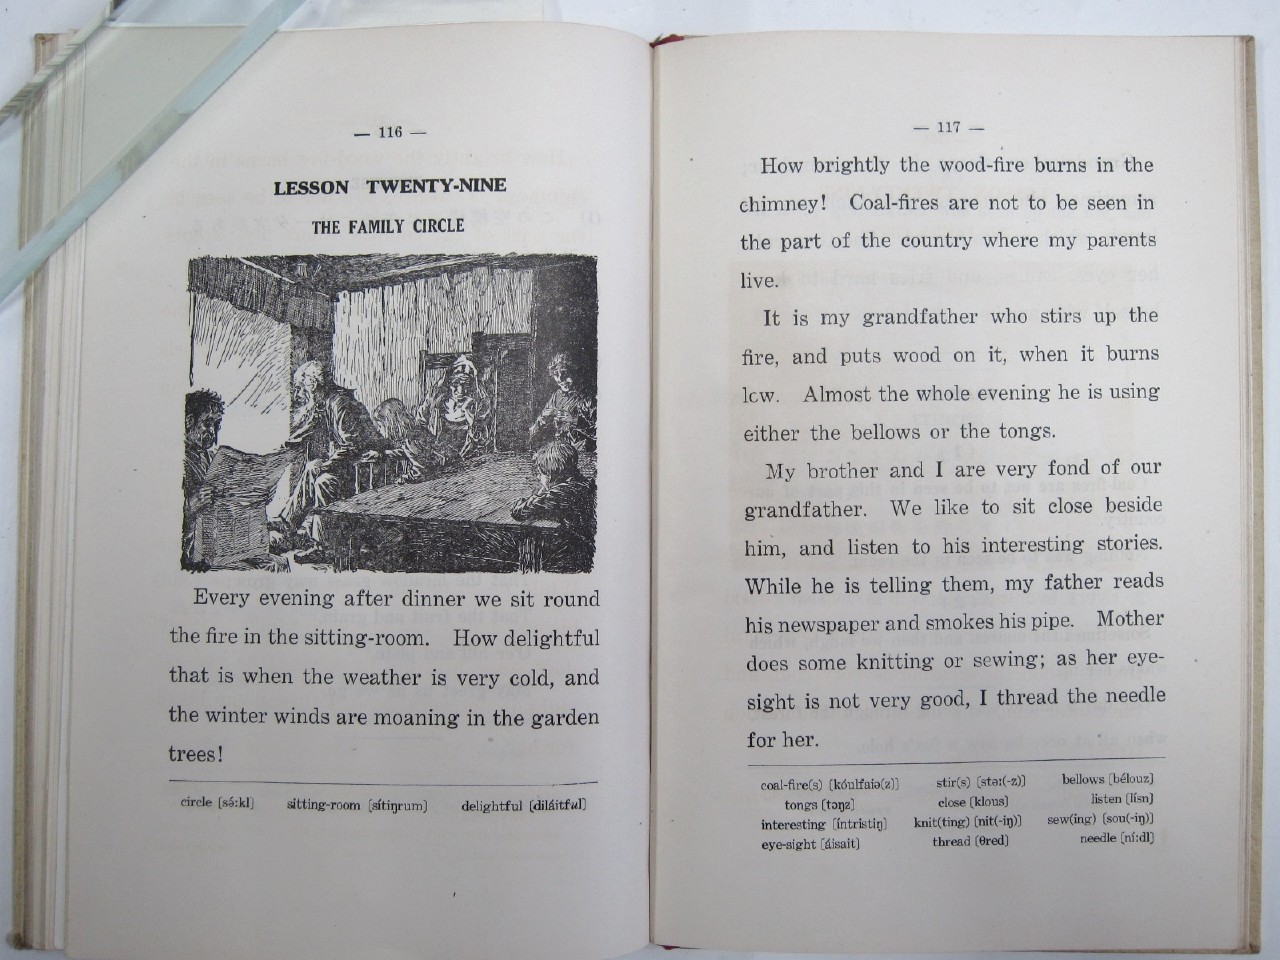 — 116 —
LESSON TWENTY-NINE
THE FAMILY CIRCLE
Every evening after dinner we sit round
the fire in the sitting-room. How delightful
that is when the weather is very cold, and
the winter winds are moaning in the garden
trees!
circle [sə́:kl] sitting-room [sítiŋrum] delightful [diláitful]
— 117 —
How brightly the wood-fire burns in the
chimney! Coal-fires are not to be seen in
the part of the country where my parents
live.
It is my grandfather who stirs up the
fire, and puts wood on it, when it burns
lcw. Almost the whole evening he is using
either the bellows or the tongs.
My brother and I are very fond of our
grandfather. We like to sit close beside
him, and listen to his interesting stories.
While he is telling them, my father reads
his newspaper and smokes his pipe. Mother
does some knitting or sewing; as her eye-
sight is not very good, I thread the needle
for her.
coal-fire(s) [kóulfaiə(z)] stir(s) [stə:(-z)] bellows [bélouz]
tongs [tɔŋz] close [klous] listen [lísn]
interesting [íntristiŋ] knit(ting) [nit(-iŋ)] sew(ing) [sou(-iŋ)]
eye-sight [áisait] thread [θred] needle [ní:dl]